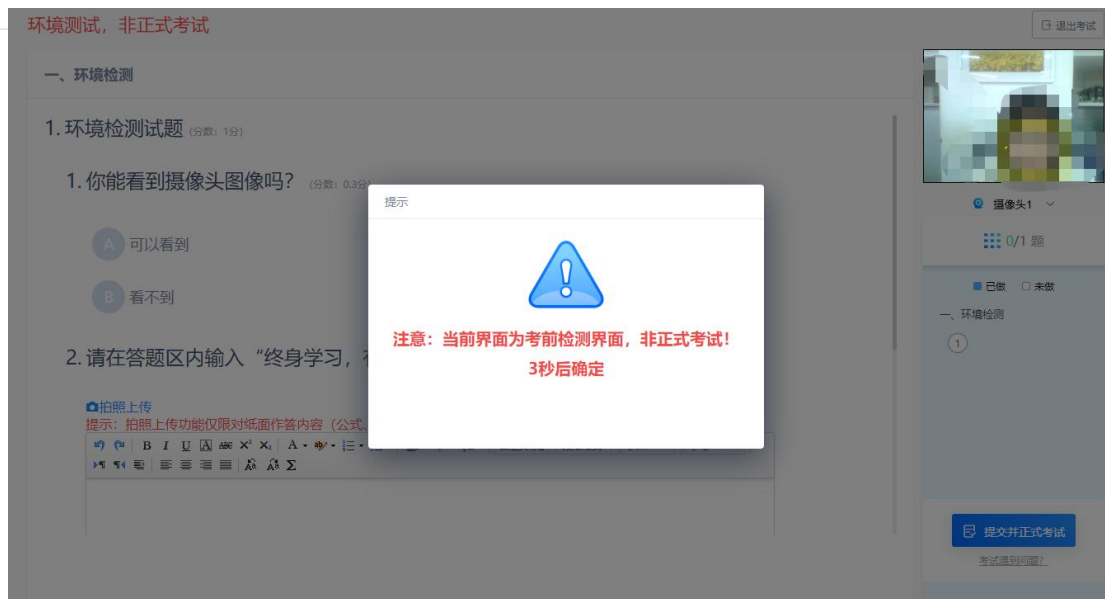 环境测试，非正式考试
退出考试
一、环境检测
1. 环境检测试题 (分数：1分)
1. 你能看到摄像头图像吗？ (分数：0.3分)
A 可以看到
B 看不到
2. 请在答题区内输入“终身学习，
拍照上传
提示：拍照上传功能仅限对纸面作答内容（公式、
B I U A ABC X² X₂ A ab
Σ
提示
注意：当前界面为考前检测界面，非正式考试！
3秒后确定
摄像头1
0/1 题
已做 未做
一、环境检测
1
提交并正式考试
考试遇到问题?